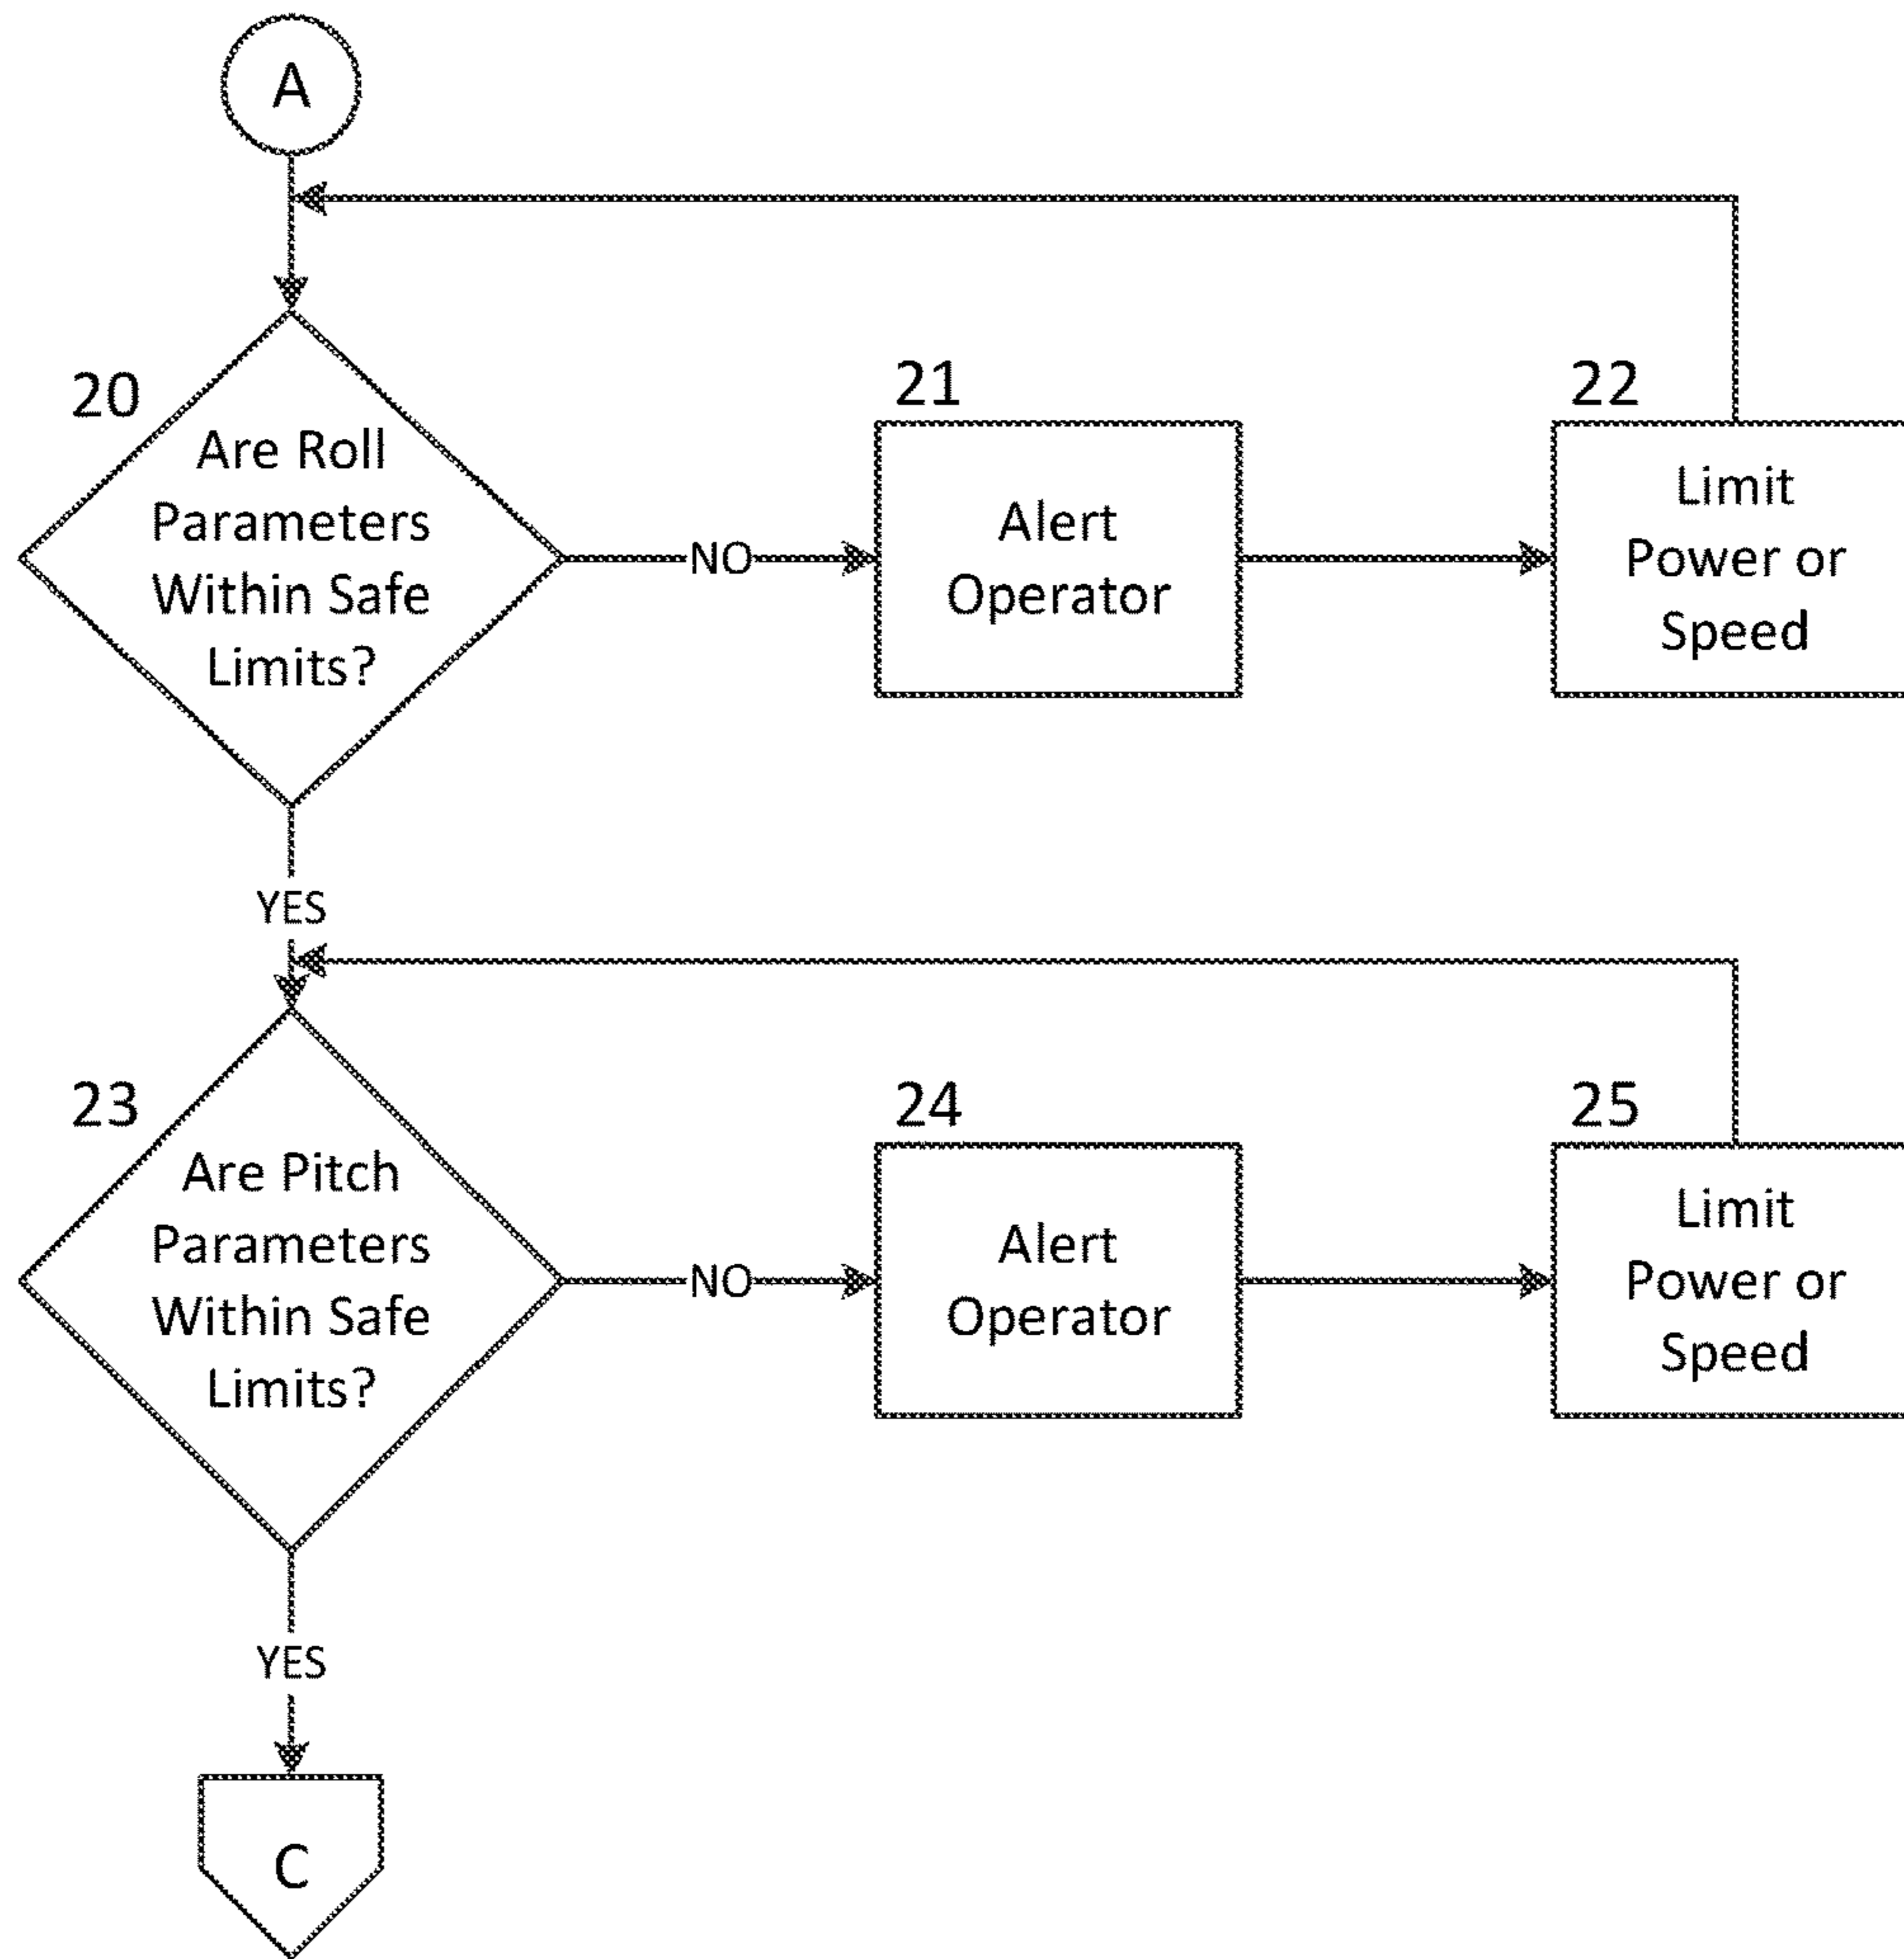 A
20
Are Roll
Parameters
Within Safe
Limits?
NO
21
Alert
Operator
22
Limit
Power or
Speed
YES
23
Are Pitch
Parameters
Within Safe
Limits?
NO
24
Alert
Operator
25
Limit
Power or
Speed
YES
C